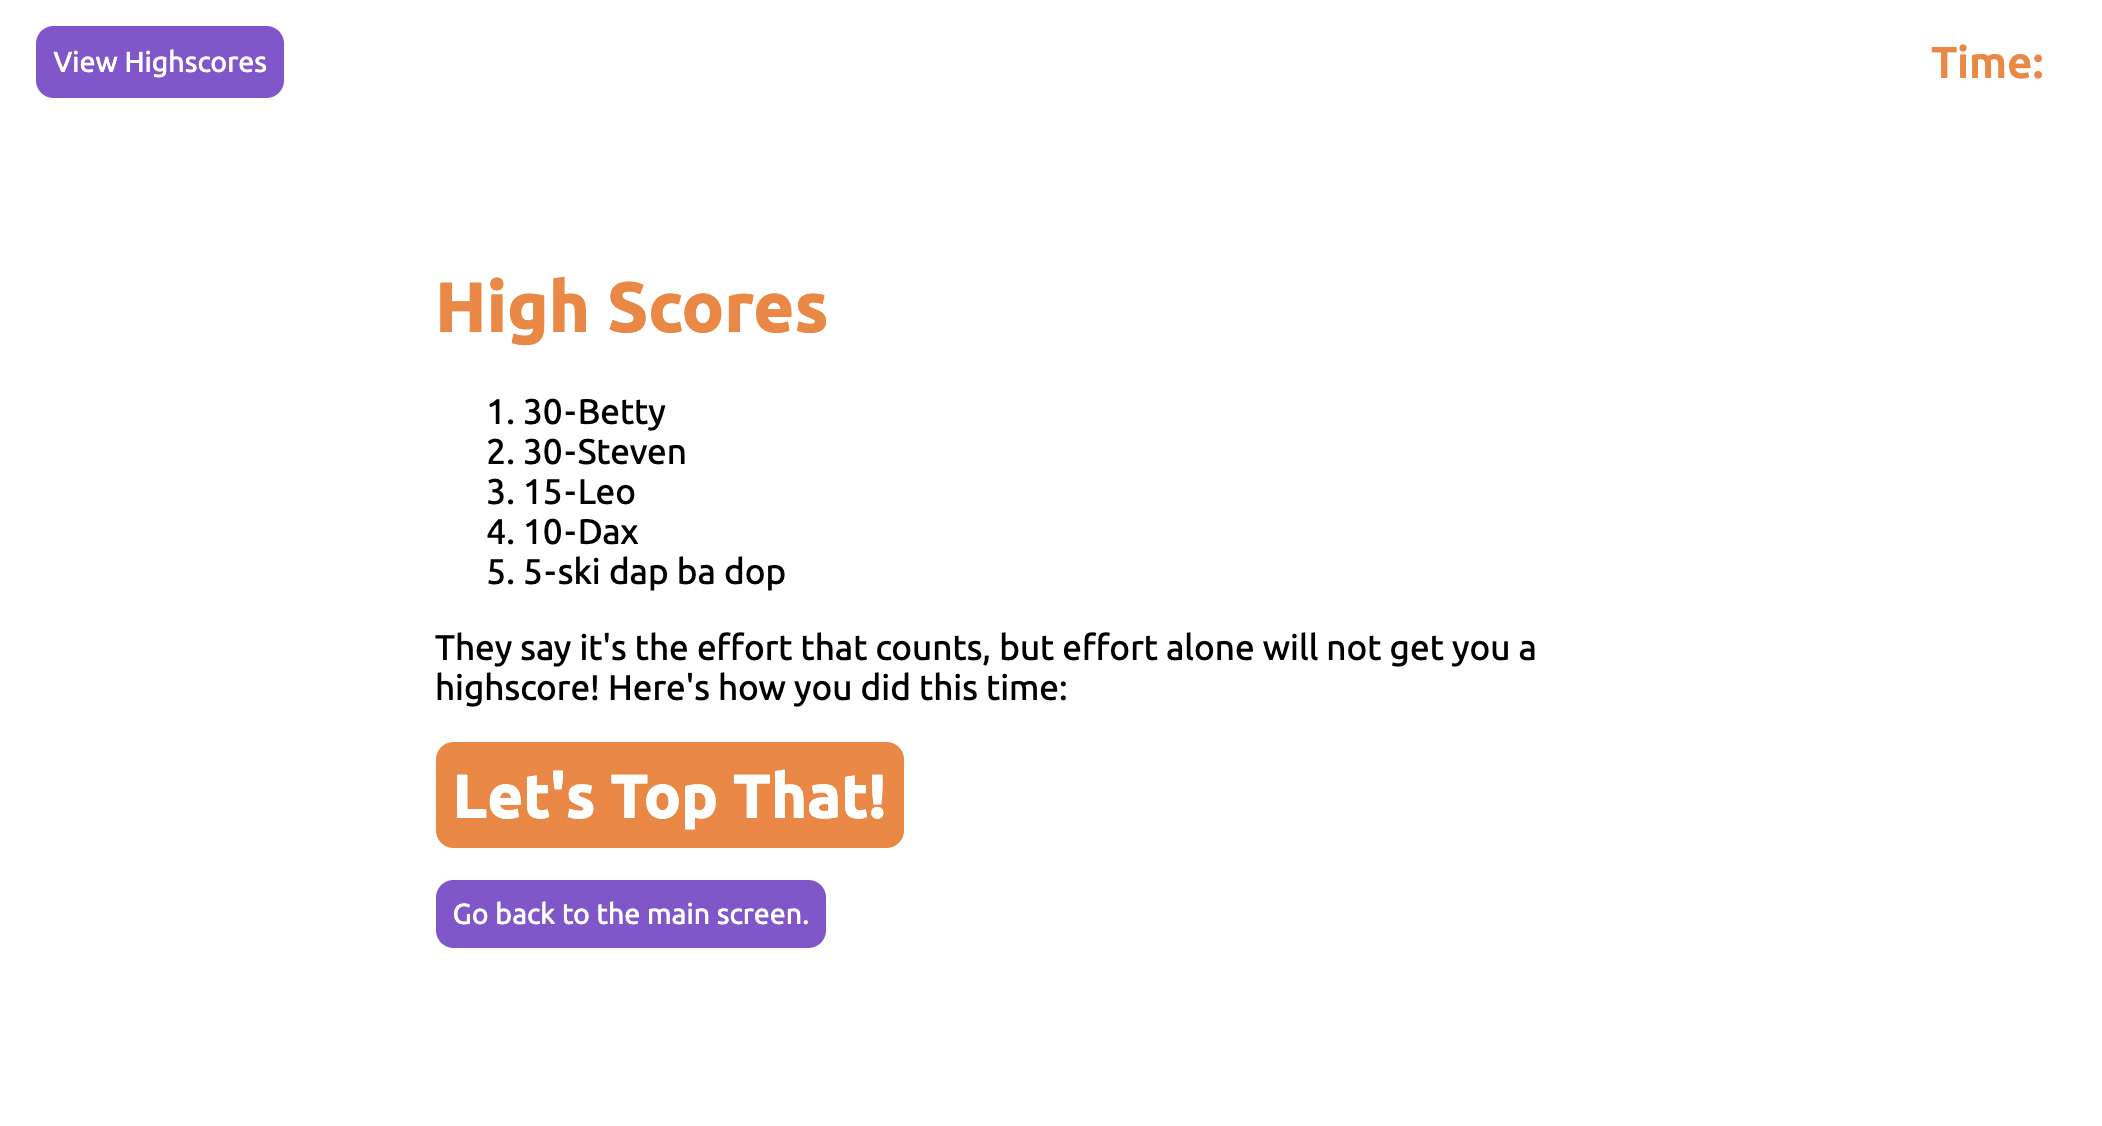 View Highscores
Time:
High Scores
1. 30-Betty
2. 30-Steven
3. 15-Leo
4. 10-Dax
5. 5-ski dap ba dop
They say it's the effort that counts, but effort alone will not get you a
highscore! Here's how you did this time:
Let's Top That!
Go back to the main screen.